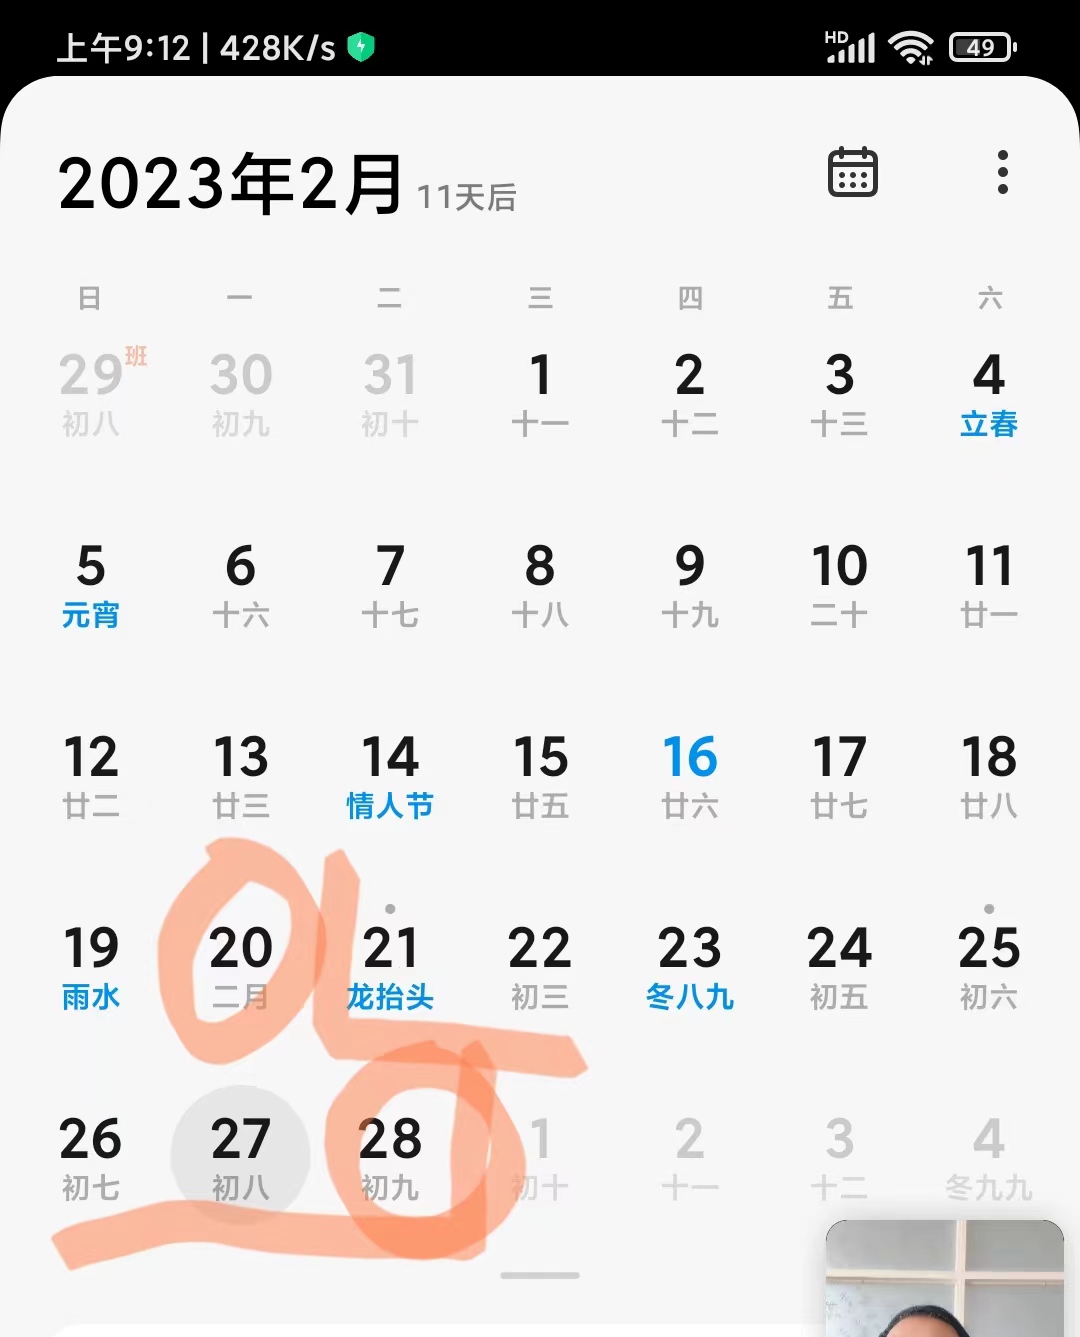 上午9:12 | 428K/s HD 49
2023年2月 11天后
日 一 二 三 四 五 六
29班 30 31 1 2 3 4
初八 初九 初十 十一 十二 十三 立春
5 6 7 8 9 10 11
元宵 十六 十七 十八 十九 二十 廿一
12 13 14 15 16 17 18
廿二 廿三 情人节 廿五 廿六 廿七 廿八
19 20 21 22 23 24 25
雨水 二月 龙抬头 初三 冬八九 初五 初六
26 27 28 1 2 3 4
初七 初八 初九 初十 十一 十二 冬九九